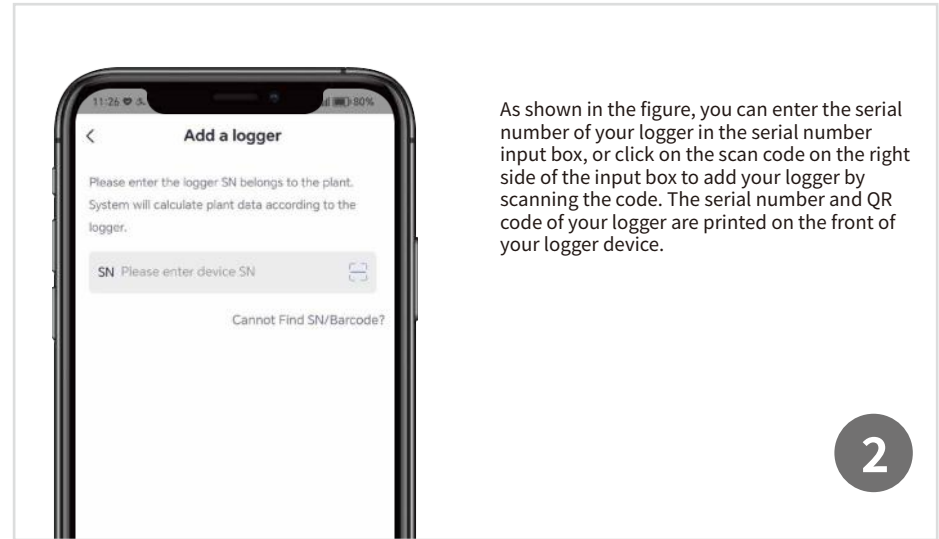 11:26
80%
Add a logger
Please enter the logger SN belongs to the plant.
System will calculate plant data according to the
logger.
SN Please enter device SN
Cannot Find SN/Barcode?
As shown in the figure, you can enter the serial
number of your logger in the serial number
input box, or click on the scan code on the right
side of the input box to add your logger by
scanning the code. The serial number and QR
code of your logger are printed on the front of
your logger device.
2